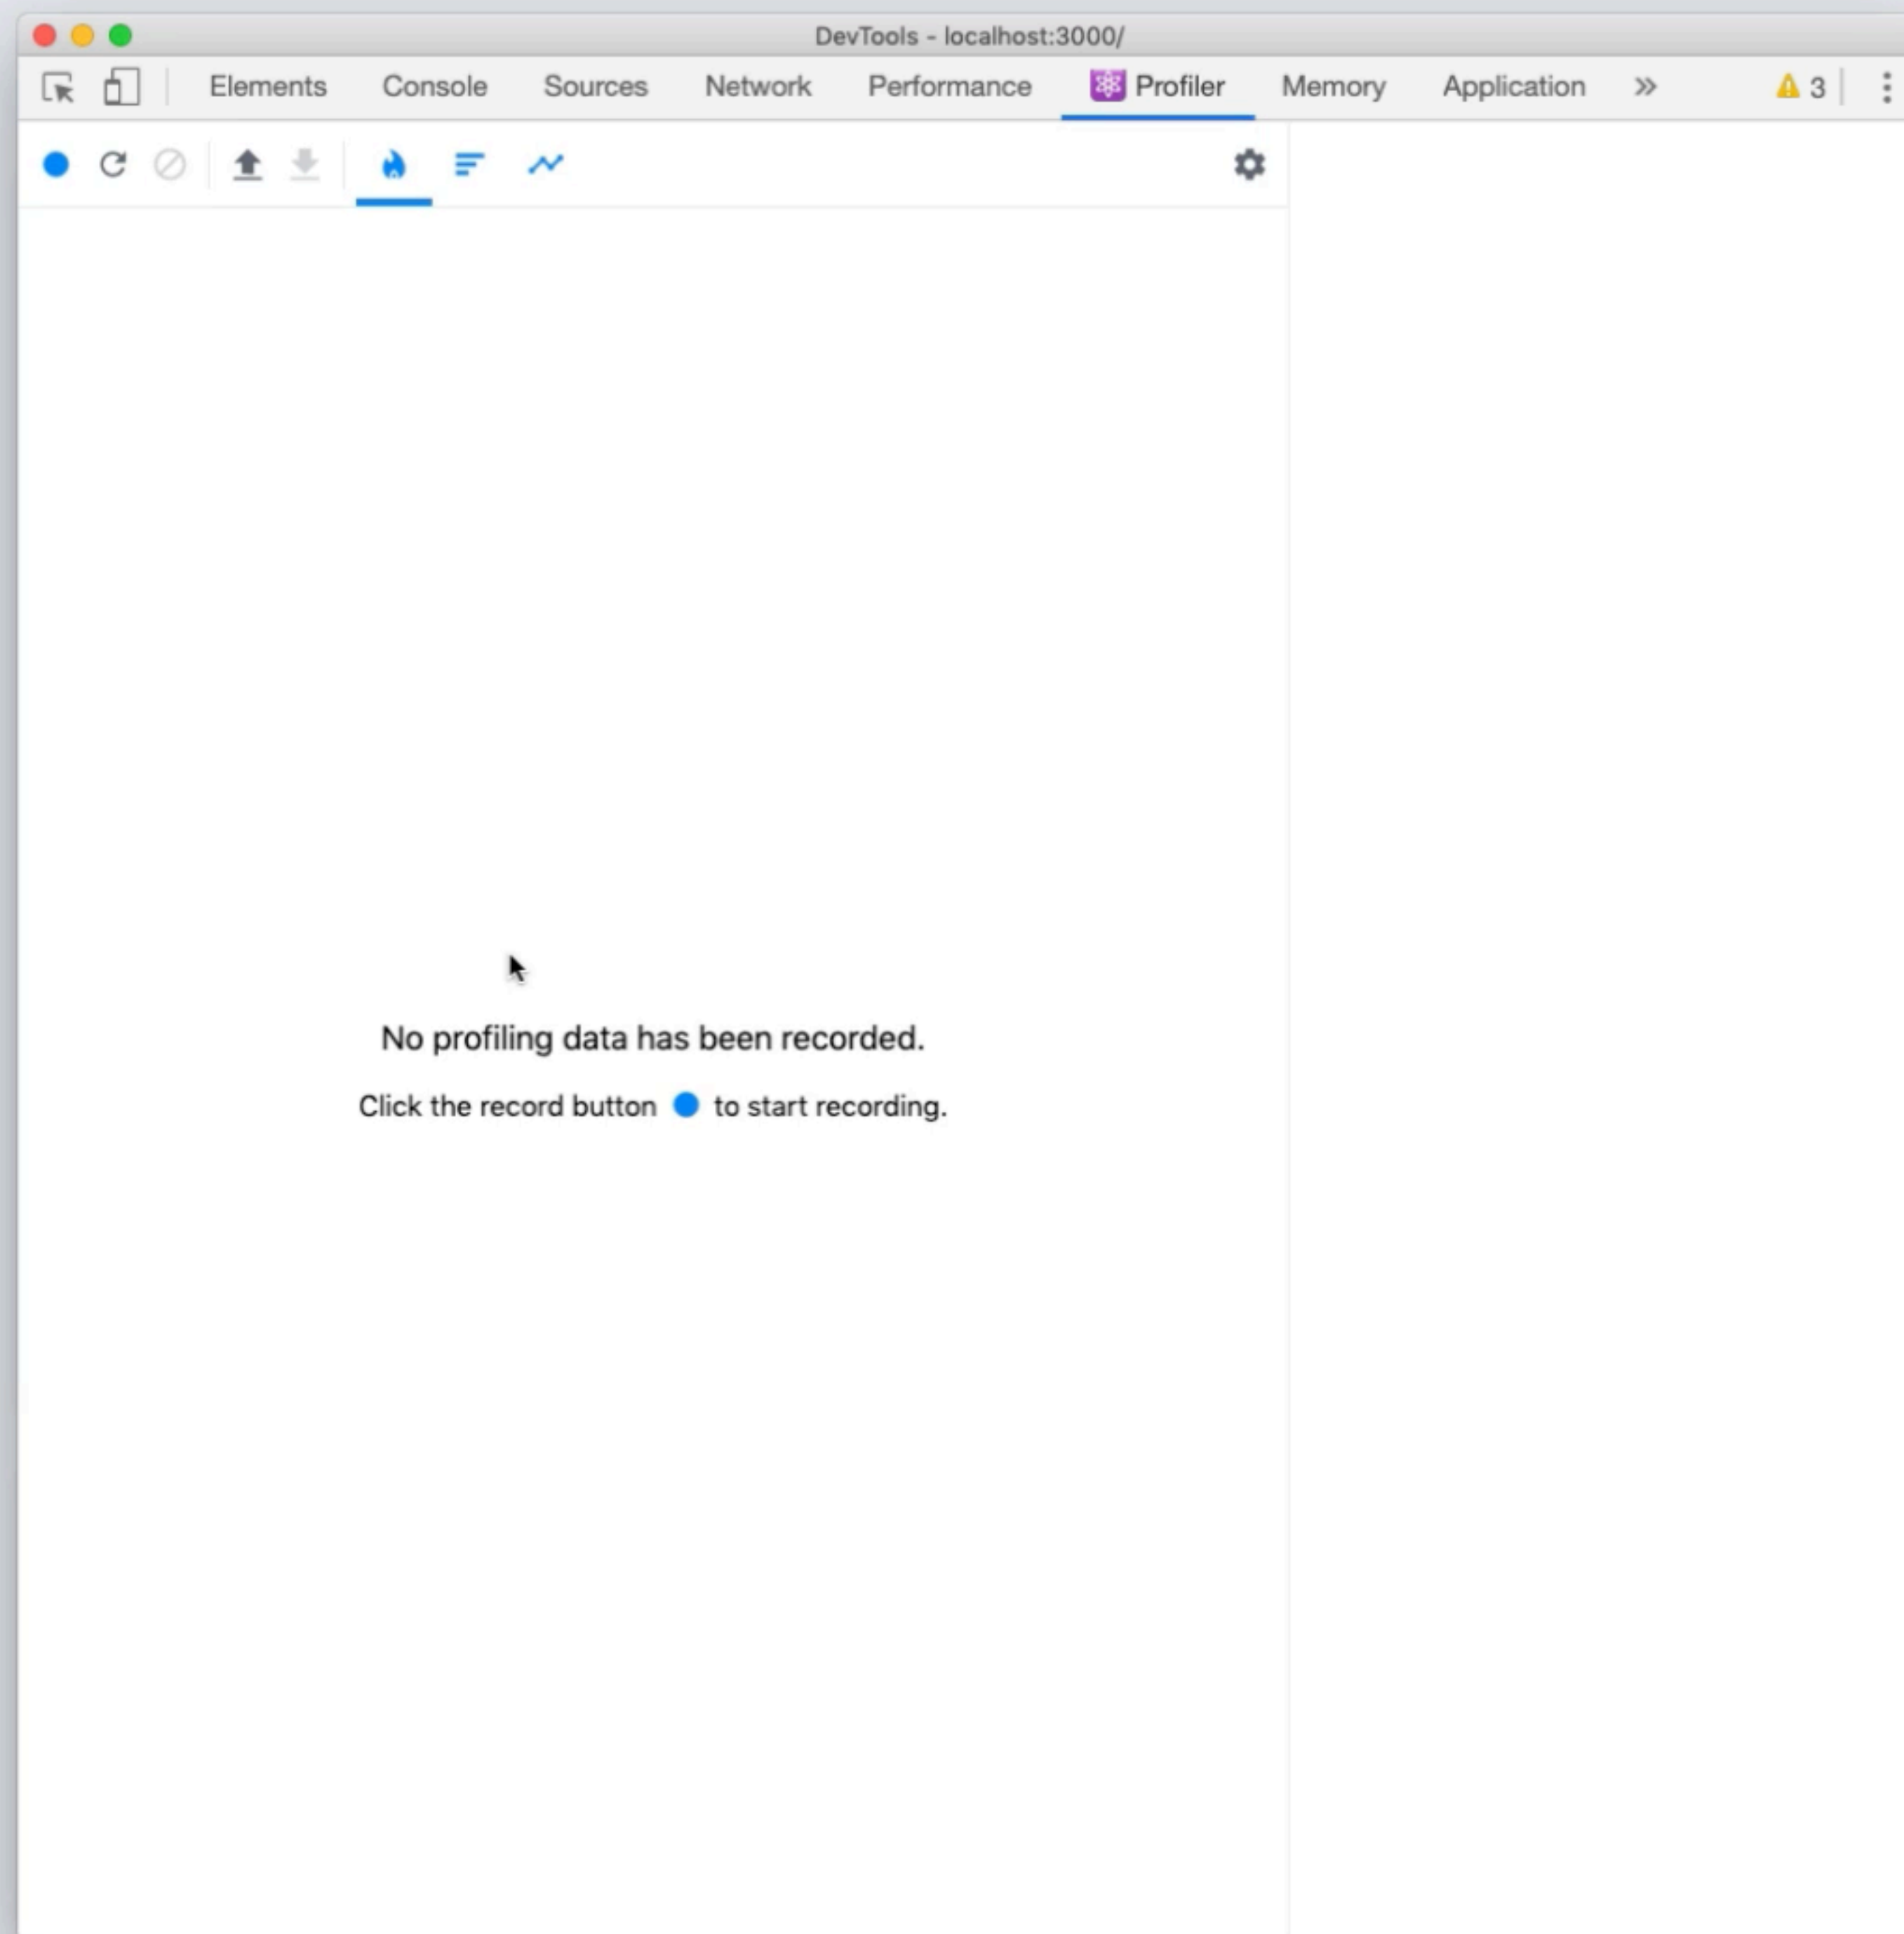 DevTools - localhost:3000/
Elements Console Sources Network Performance Profiler Memory Application 3
No profiling data has been recorded.
Click the record button to start recording.